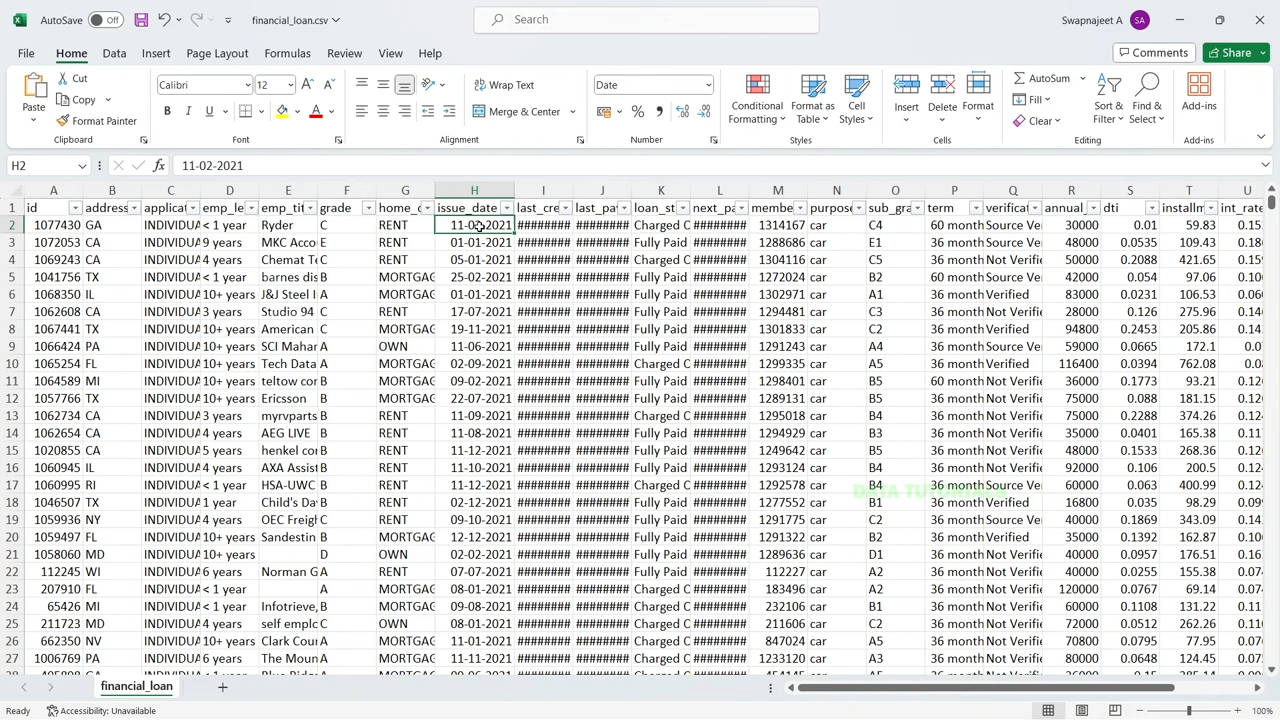 AutoSave Off financial_loan.csv Search Swapnajeet A SA
File Home Data Insert Page Layout Formulas Review View Help Comments Share
Paste Cut Copy Format Painter Clipboard
Calibri 12 A A B I U A Font
Wrap Text Merge & Center Alignment
Date % Number
Conditional Formatting Format as Table Cell Styles Styles
Insert Delete Format Cells
AutoSum Fill Clear Sort & Filter Find & Select Editing
Add-ins Add-ins
H2 fx 11-02-2021
A B C D E F G H I J K L M N O P Q R S T U
1 id address applicat emp_le emp_tit grade home_c issue_date last_cre last_pa loan_st next_pa membe purpose sub_gra term verificat annual_ dti installm int_rate
2 1077430 GA INDIVIDUA < 1 year Ryder C RENT 11-02-2021 ######## ######## Charged C ######## 1314167 car C4 60 month Source Ve 30000 0.01 59.83 0.15
3 1072053 CA INDIVIDUA 9 years MKC Acco E RENT 01-01-2021 ######## ######## Fully Paid ######## 1288686 car E1 36 month Source Ve 48000 0.0535 109.43 0.18
4 1069243 CA INDIVIDUA 4 years Chemat Te C RENT 05-01-2021 ######## ######## Charged C ######## 1304116 car C5 36 month Not Verifie 50000 0.2088 421.65 0.15
5 1041756 TX INDIVIDUA < 1 year barnes dis B MORTGAG 25-02-2021 ######## ######## Fully Paid ######## 1272024 car B2 60 month Source Ve 42000 0.054 97.06 0.10
6 1068350 IL INDIVIDUA 10+ years J&J Steel I A MORTGAG 01-01-2021 ######## ######## Fully Paid ######## 1302971 car A1 36 month Verified 83000 0.0231 106.53 0.06
7 1062608 CA INDIVIDUA 3 years Studio 94 C RENT 17-07-2021 ######## ######## Fully Paid ######## 1294481 car C3 36 month Not Verifie 28000 0.126 275.96 0.14
8 1067441 TX INDIVIDUA 10+ years American C MORTGAG 19-11-2021 ######## ######## Fully Paid ######## 1301833 car C2 36 month Verified 94800 0.2453 205.86 0.14
9 1066424 PA INDIVIDUA 10+ years SCI Mahar A OWN 11-06-2021 ######## ######## Fully Paid ######## 1291243 car A4 36 month Source Ve 59000 0.0665 172.1 0.0
10 1065254 FL INDIVIDUA 10+ years Tech Data A MORTGAG 02-09-2021 ######## ######## Charged C ######## 1299335 car A5 36 month Verified 116400 0.0394 762.08 0.08
11 1064589 MI INDIVIDUA 10+ years teltow con B MORTGAG 09-02-2021 ######## ######## Fully Paid ######## 1298401 car B5 60 month Not Verifie 36000 0.1773 93.21 0.12
12 1057766 TX INDIVIDUA 10+ years Ericsson B MORTGAG 22-07-2021 ######## ######## Fully Paid ######## 1289131 car B5 36 month Not Verifie 75000 0.088 181.15 0.12
13 1062734 CA INDIVIDUA 3 years myrvparts B RENT 11-09-2021 ######## ######## Charged C ######## 1295018 car B4 36 month Not Verifie 75000 0.2288 374.26 0.12
14 1062654 CA INDIVIDUA 4 years AEG LIVE B RENT 11-08-2021 ######## ######## Fully Paid ######## 1294929 car B3 36 month Not Verifie 35000 0.0401 165.38 0.11
15 1020855 CA INDIVIDUA 5 years henkel co B RENT 11-12-2021 ######## ######## Fully Paid ######## 1249642 car B5 36 month Not Verifie 50000 0.1533 268.36 0.12
16 1060945 IL INDIVIDUA 4 years AXA Assist B RENT 11-10-2021 ######## ######## Fully Paid ######## 1293124 car B4 36 month Not Verifie 92000 0.106 200.5 0.12
17 1060995 RI INDIVIDUA < 1 year HSA-UWC B RENT 11-12-2021 ######## ######## Fully Paid ######## 1292578 car B4 36 month Source Ve 60000 0.063 400.99 0.12
18 1046507 TX INDIVIDUA 1 year Child's Da B RENT 02-12-2021 ######## ######## Fully Paid ######## 1277552 car B1 36 month Verified 16800 0.035 98.29 0.09
19 1059936 NY INDIVIDUA 4 years OEC Freigh C RENT 09-10-2021 ######## ######## Fully Paid ######## 1291775 car C2 36 month Source Ve 40000 0.1869 343.09 0.14
20 1059497 FL INDIVIDUA 10+ years Sandestin B RENT 12-12-2021 ######## ######## Fully Paid ######## 1291322 car B2 36 month Not Verifie 60000 0.1392 162.87 0.10
21 1058060 MD INDIVIDUA 10+ years D OWN 02-02-2021 ######## ######## Fully Paid ######## 1289636 car D1 36 month Not Verifie 40000 0.0957 176.51 0.16
22 112245 WI INDIVIDUA 6 years Norman G A RENT 07-07-2021 ######## ######## Fully Paid ######## 112227 car A2 36 month Not Verifie 40000 0.0255 155.38 0.07
23 207910 FL INDIVIDUA < 1 year A MORTGAG 08-01-2021 ######## ######## Charged C ######## 183496 car A2 36 month Not Verifie 120000 0.0767 69.14 0.07
24 65426 MI INDIVIDUA < 1 year Infotrieve, B RENT 09-08-2021 ######## ######## Charged C ######## 232106 car B1 36 month Not Verifie 60000 0.1108 131.22 0.11
25 211723 MD INDIVIDUA 4 years self emplo C OWN 08-01-2021 ######## ######## Charged C ######## 211606 car C2 36 month Not Verifie 72000 0.0512 262.26 0.11
26 662350 NV INDIVIDUA 10+ years Clark Coun A MORTGAG 11-01-2021 ######## ######## Charged C ######## 847024 car A5 36 month Not Verifie 70800 0.0795 77.95 0.07
27 1006769 PA INDIVIDUA 6 years The Moun A MORTGAG 11-11-2021 ######## ######## Charged C ######## 1233120 car A3 36 month Not Verifie 80000 0.0648 124.45 0.07
DATA TUTORIALS
financial_loan
Ready Accessibility: Unavailable 100%